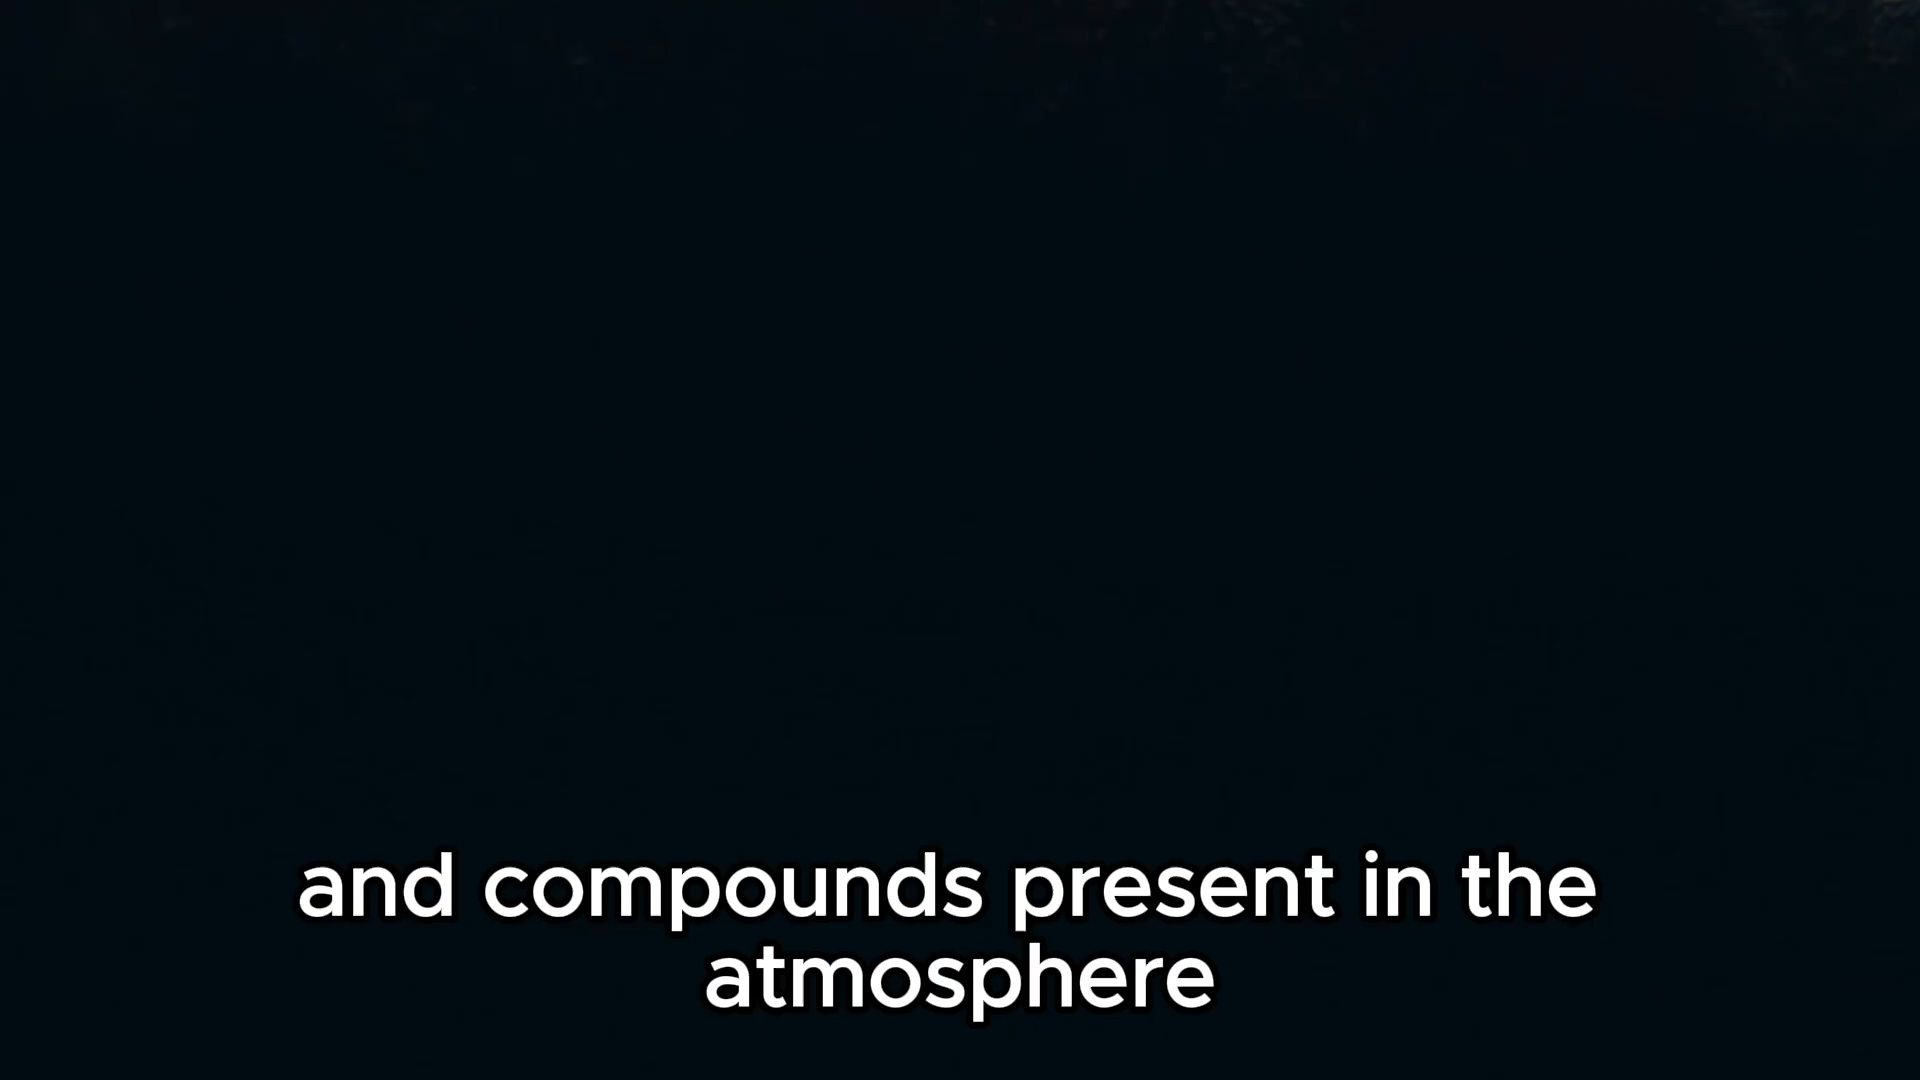 and compounds present in the
atmosphere